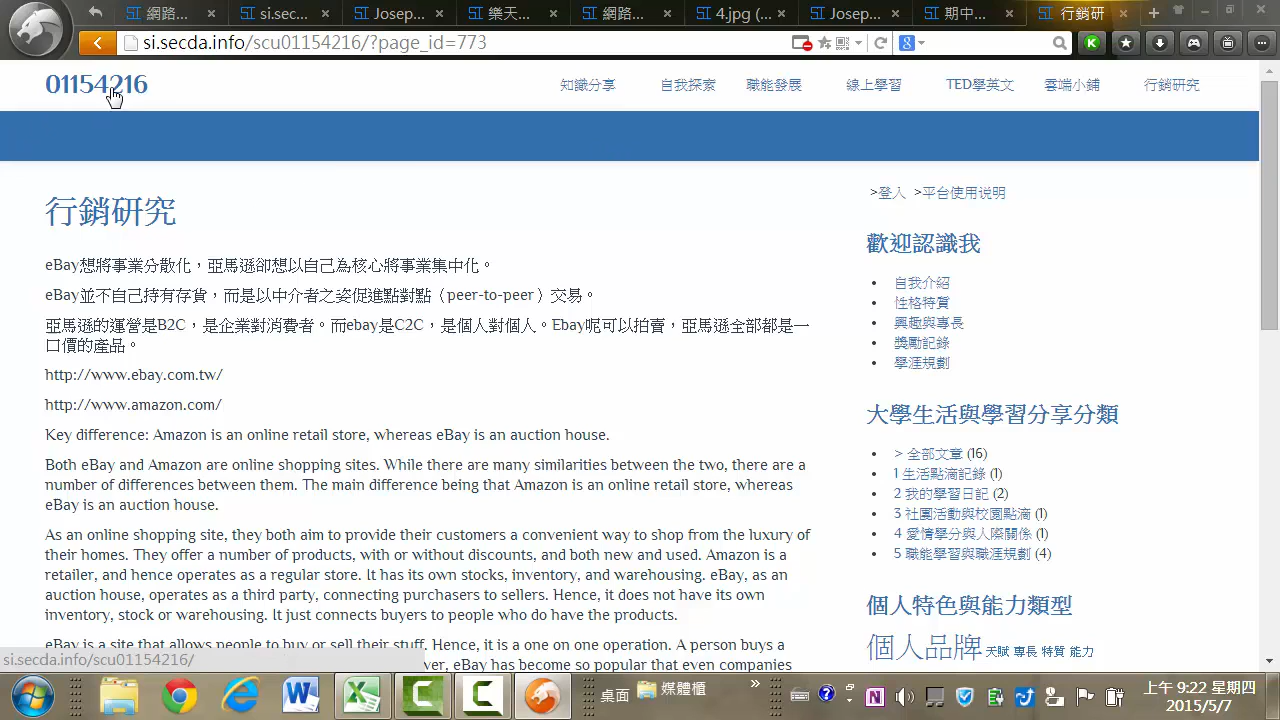 網路...
si.sec...
Josep...
樂天...
網路...
4.jpg (...
Josep...
期中...
行銷研
si.secda.info/scu01154216/?page_id=773
01154216
知識分享
自我探索
職能發展
線上學習
TED學英文
雲端小鋪
行銷研究
>登入 >平台使用说明
行銷研究
eBay想將事業分散化，亞馬遜卻想以自己為核心將事業集中化。
eBay並不自己持有存貨，而是以中介者之姿促進點對點（peer-to-peer）交易。
亞馬遜的運營是B2C，是企業對消費者。而ebay是C2C，是個人對個人。Ebay呢可以拍賣，亞馬遜全部都是一
口價的產品。
http://www.ebay.com.tw/
http://www.amazon.com/
Key difference: Amazon is an online retail store, whereas eBay is an auction house.
Both eBay and Amazon are online shopping sites. While there are many similarities between the two, there are a
number of differences between them. The main difference being that Amazon is an online retail store, whereas
eBay is an auction house.
As an online shopping site, they both aim to provide their customers a convenient way to shop from the luxury of
their homes. They offer a number of products, with or without discounts, and both new and used. Amazon is a
retailer, and hence operates as a regular store. It has its own stocks, inventory, and warehousing. eBay, as an
auction house, operates as a third party, connecting purchasers to sellers. Hence, it does not have its own
inventory, stock or warehousing. It just connects buyers to people who do have the products.
eBay is a site that allows people to buy or sell their stuff. Hence, it is a one on one operation. A person buys a
ver, eBay has become so popular that even companies
歡迎認識我
自我介紹
性格特質
興趣與專長
獎勵記錄
學涯規劃
大學生活與學習分享分類
> 全部文章 (16)
1 生活點滴記錄 (1)
2 我的學習日記 (2)
3 社團活動與校園點滴 (1)
4 愛情學分與人際關係 (1)
5 職能學習與職涯規劃 (4)
個人特色與能力類型
個人品牌 天賦 專長 特質 能力
si.secda.info/scu01154216/
桌面
媒體櫃
上午 9:22 星期四
2015/5/7